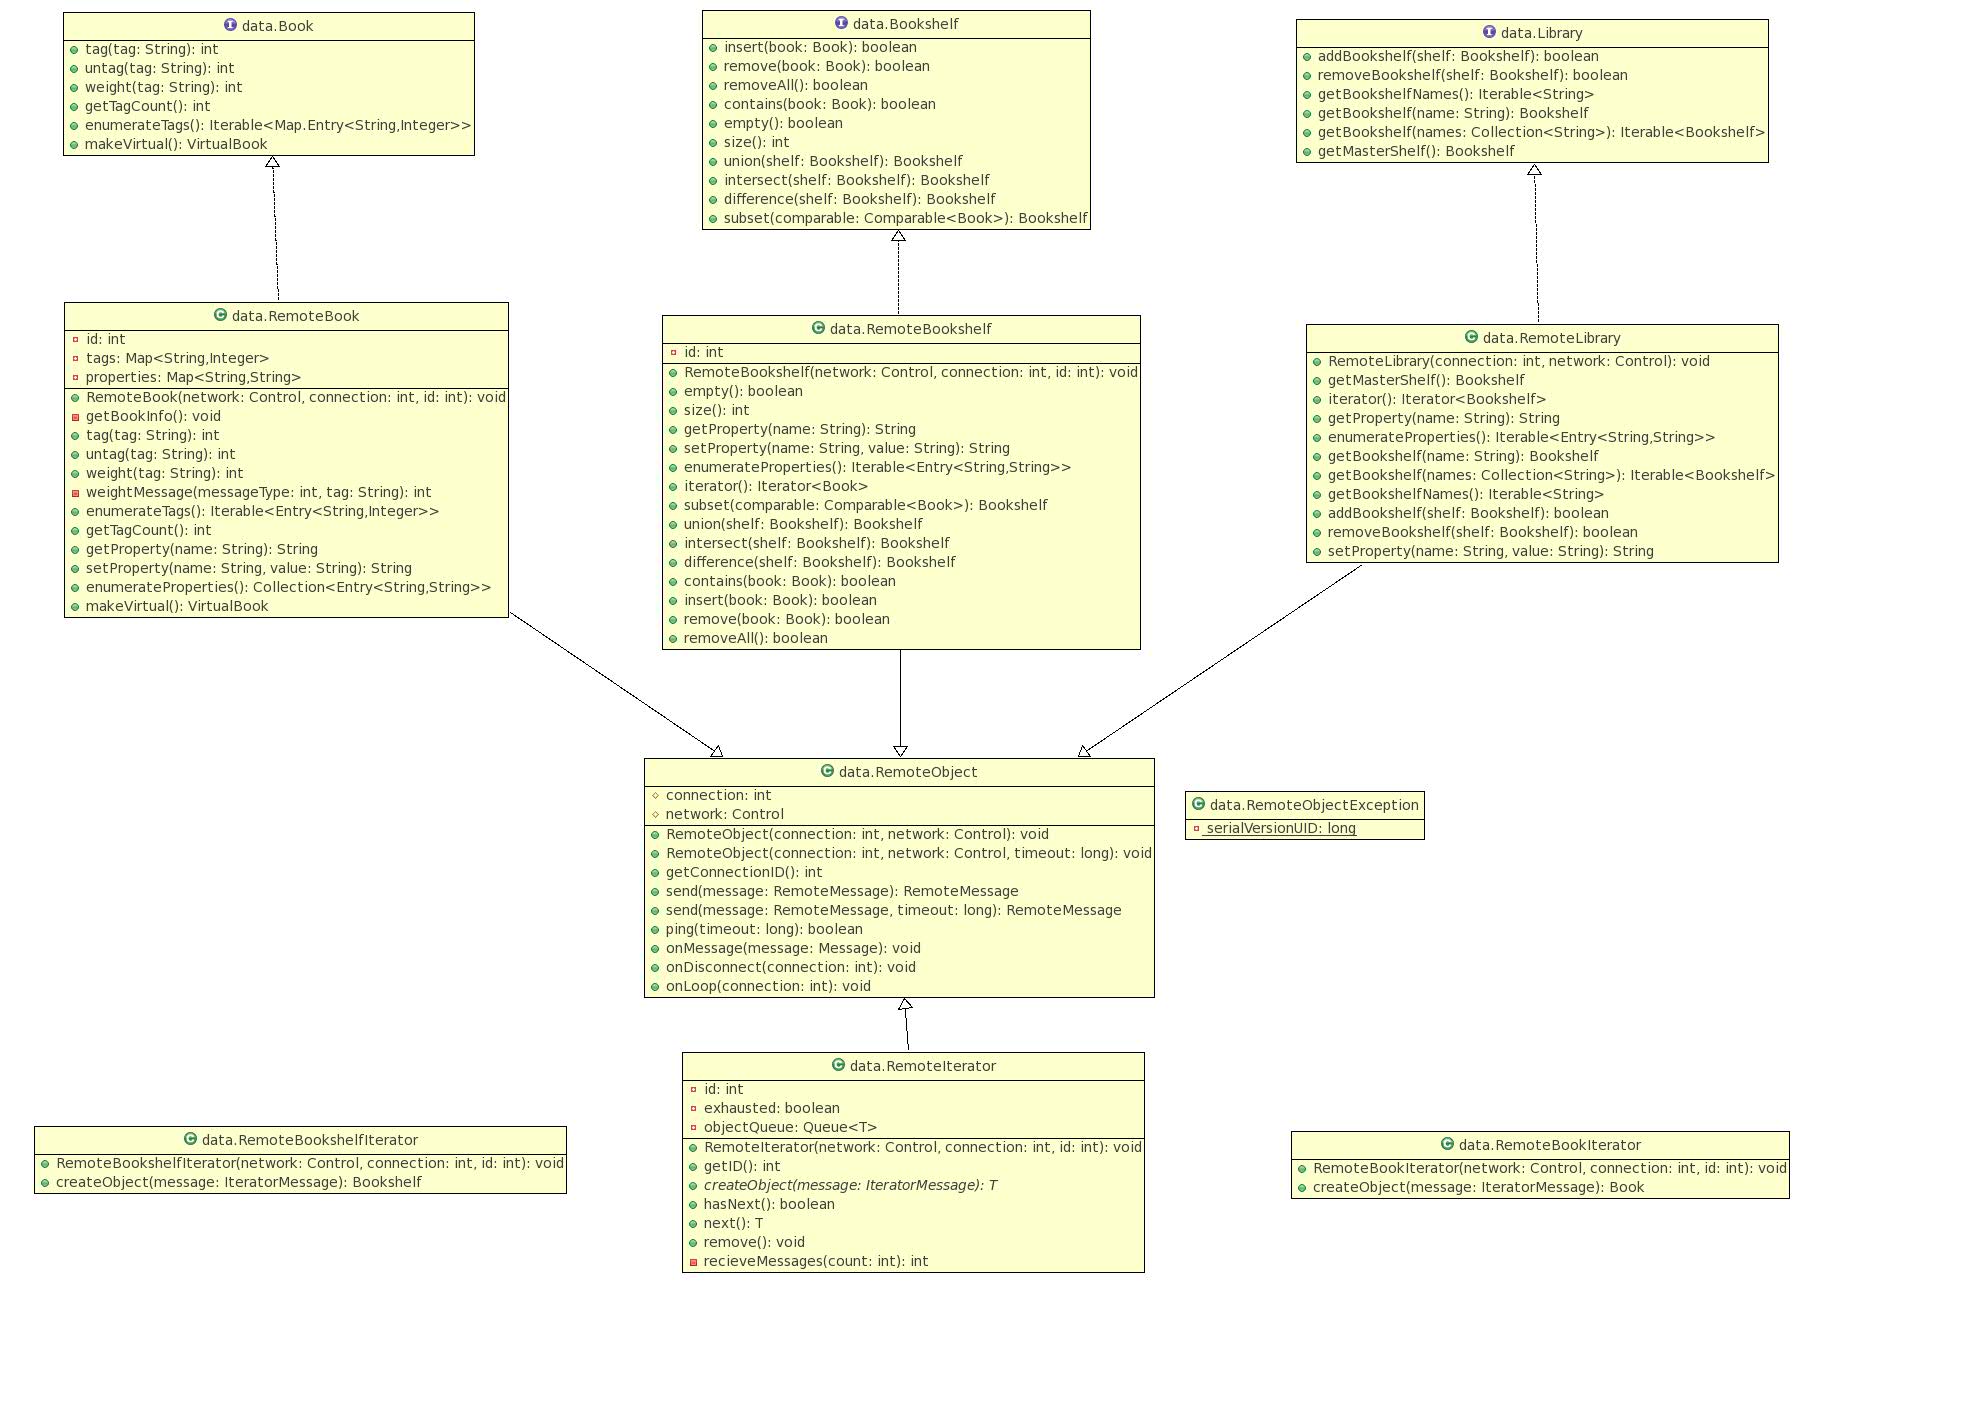 data.Book
tag(tag: String): int
untag(tag: String): int
weight(tag: String): int
getTagCount(): int
enumerateTags(): Iterable<Map.Entry<String,Integer>>
makeVirtual(): VirtualBook
data.Bookshelf
insert(book: Book): boolean
remove(book: Book): boolean
removeAll(): boolean
contains(book: Book): boolean
empty(): boolean
size(): int
union(shelf: Bookshelf): Bookshelf
intersect(shelf: Bookshelf): Bookshelf
difference(shelf: Bookshelf): Bookshelf
subset(comparable: Comparable<Book>): Bookshelf
data.Library
addBookshelf(shelf: Bookshelf): boolean
removeBookshelf(shelf: Bookshelf): boolean
getBookshelfNames(): Iterable<String>
getBookshelf(name: String): Bookshelf
getBookshelf(names: Collection<String>): Iterable<Bookshelf>
getMasterShelf(): Bookshelf
data.RemoteBook
id: int
tags: Map<String,Integer>
properties: Map<String,String>
RemoteBook(network: Control, connection: int, id: int): void
getBookInfo(): void
tag(tag: String): int
untag(tag: String): int
weight(tag: String): int
weightMessage(messageType: int, tag: String): int
enumerateTags(): Iterable<Entry<String,Integer>>
getTagCount(): int
getProperty(name: String): String
setProperty(name: String, value: String): String
enumerateProperties(): Collection<Entry<String,String>>
makeVirtual(): VirtualBook
data.RemoteBookshelf
id: int
RemoteBookshelf(network: Control, connection: int, id: int): void
empty(): boolean
size(): int
getProperty(name: String): String
setProperty(name: String, value: String): String
enumerateProperties(): Iterable<Entry<String,String>>
iterator(): Iterator<Book>
subset(comparable: Comparable<Book>): Bookshelf
union(shelf: Bookshelf): Bookshelf
intersect(shelf: Bookshelf): Bookshelf
difference(shelf: Bookshelf): Bookshelf
contains(book: Book): boolean
insert(book: Book): boolean
remove(book: Book): boolean
removeAll(): boolean
data.RemoteLibrary
RemoteLibrary(connection: int, network: Control): void
getMasterShelf(): Bookshelf
iterator(): Iterator<Bookshelf>
getProperty(name: String): String
enumerateProperties(): Iterable<Entry<String,String>>
getBookshelf(name: String): Bookshelf
getBookshelf(names: Collection<String>): Iterable<Bookshelf>
getBookshelfNames(): Iterable<String>
addBookshelf(shelf: Bookshelf): boolean
removeBookshelf(shelf: Bookshelf): boolean
setProperty(name: String, value: String): String
data.RemoteObject
connection: int
network: Control
RemoteObject(connection: int, network: Control): void
RemoteObject(connection: int, network: Control, timeout: long): void
getConnectionID(): int
send(message: RemoteMessage): RemoteMessage
send(message: RemoteMessage, timeout: long): RemoteMessage
ping(timeout: long): boolean
onMessage(message: Message): void
onDisconnect(connection: int): void
onLoop(connection: int): void
data.RemoteObjectException
serialVersionUID: long
data.RemoteIterator
id: int
exhausted: boolean
objectQueue: Queue<T>
RemoteIterator(network: Control, connection: int, id: int): void
getID(): int
createObject(message: IteratorMessage): T
hasNext(): boolean
next(): T
remove(): void
recieveMessages(count: int): int
data.RemoteBookshelfIterator
RemoteBookshelfIterator(network: Control, connection: int, id: int): void
createObject(message: IteratorMessage): Bookshelf
data.RemoteBookIterator
RemoteBookIterator(network: Control, connection: int, id: int): void
createObject(message: IteratorMessage): Book